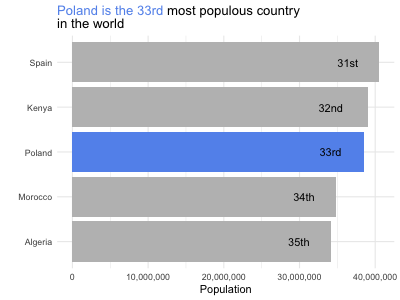 Poland is the 33rd most populous country
in the world
Spain
31st
Kenya
32nd
Poland
33rd
Morocco
34th
Algeria
35th
0 10,000,000 20,000,000 30,000,000 40,000,000
Population